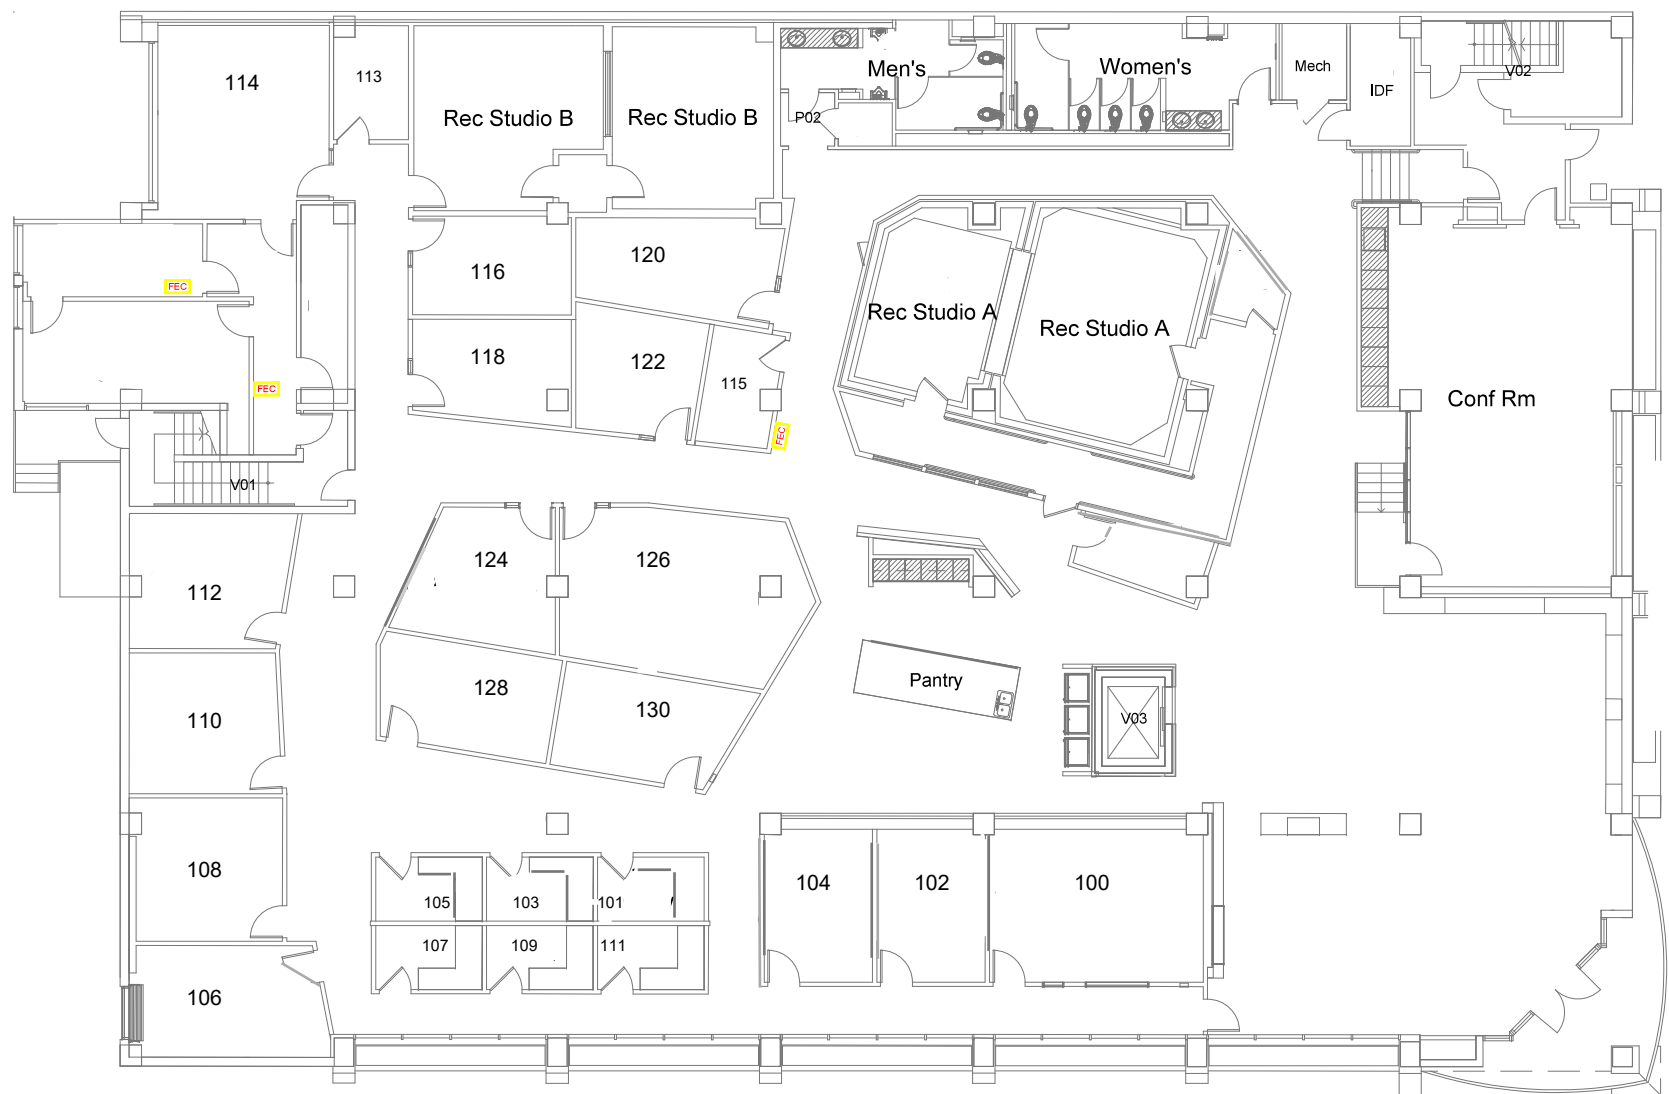 114
113
Rec Studio B
Rec Studio B
Men's
Women's
Mech
IDF
V02
P02
116
120
FEC
118
122
115
FEC
FEC
Rec Studio A
Rec Studio A
Conf Rm
V01
112
124
126
110
128
130
Pantry
V03
108
105
103
101
104
102
100
107
109
111
106